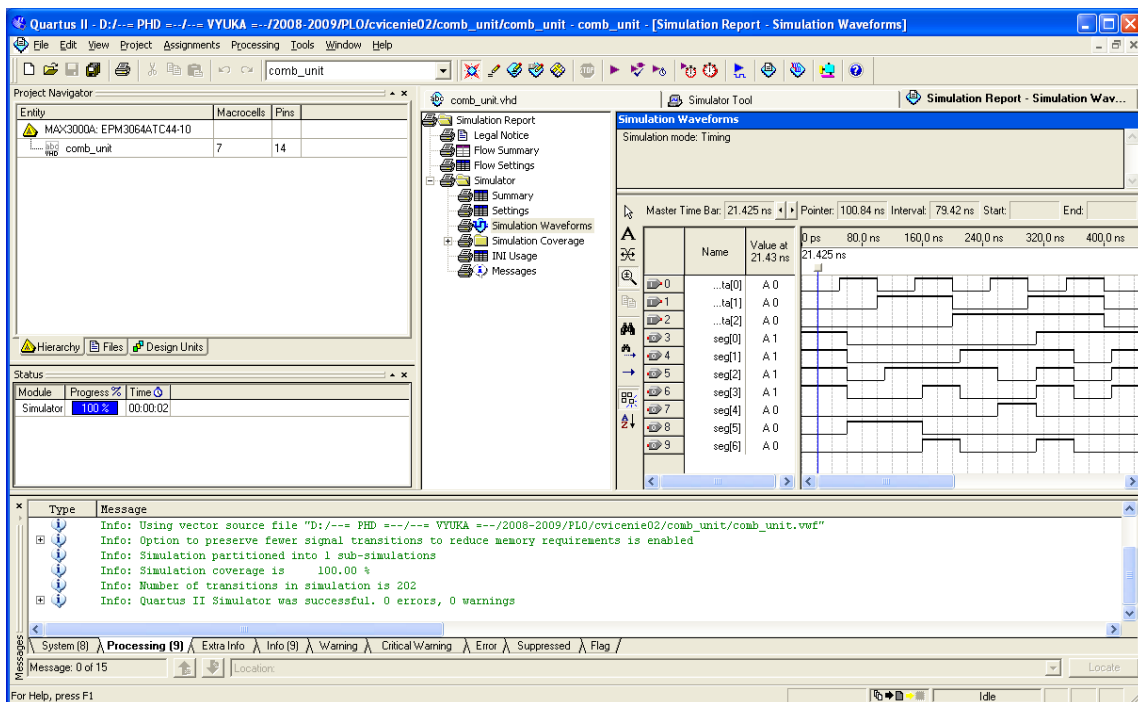 Quartus II - D:/--= PHD =--/--= VYUKA =--/2008-2009/PLO/cvicenie02/comb_unit/comb_unit - comb_unit - [Simulation Report - Simulation Waveforms]
File Edit View Project Assignments Processing Tools Window Help
comb_unit
Project Navigator
Entity Macrocells Pins
MAX3000A: EPM3064ATC44-10
abc VHD comb_unit 7 14
Hierarchy Files Design Units
Status
Module Progress % Time
Simulator 100 % 00:00:02
comb_unit.vhd Simulator Tool Simulation Report - Simulation Wav...
Simulation Report
Legal Notice
Flow Summary
Flow Settings
Simulator
Summary
Settings
Simulation Waveforms
Simulation Coverage
INI Usage
Messages
Simulation Waveforms
Simulation mode: Timing
Master Time Bar: 21.425 ns Pointer: 100.84 ns Interval: 79.42 ns Start: End:
Name Value at 21.43 ns
0 ps 80.0 ns 160.0 ns 240.0 ns 320.0 ns 400.0 ns
21.425 ns
0 ...ta[0] A 0
1 ...ta[1] A 0
2 ...ta[2] A 0
3 seg[0] A 1
4 seg[1] A 1
5 seg[2] A 1
6 seg[3] A 1
7 seg[4] A 0
8 seg[5] A 0
9 seg[6] A 0
Type Message
Info: Using vector source file "D:/--= PHD =--/--= VYUKA =--/2008-2009/PLO/cvicenie02/comb_unit/comb_unit.vwf"
Info: Option to preserve fewer signal transitions to reduce memory requirements is enabled
Info: Simulation partitioned into 1 sub-simulations
Info: Simulation coverage is 100.00 %
Info: Number of transitions in simulation is 202
Info: Quartus II Simulator was successful. 0 errors, 0 warnings
System (8) Processing (9) Extra Info Info (9) Warning Critical Warning Error Suppressed Flag
Messages
Message: 0 of 15 Location: Locate
For Help, press F1 Idle